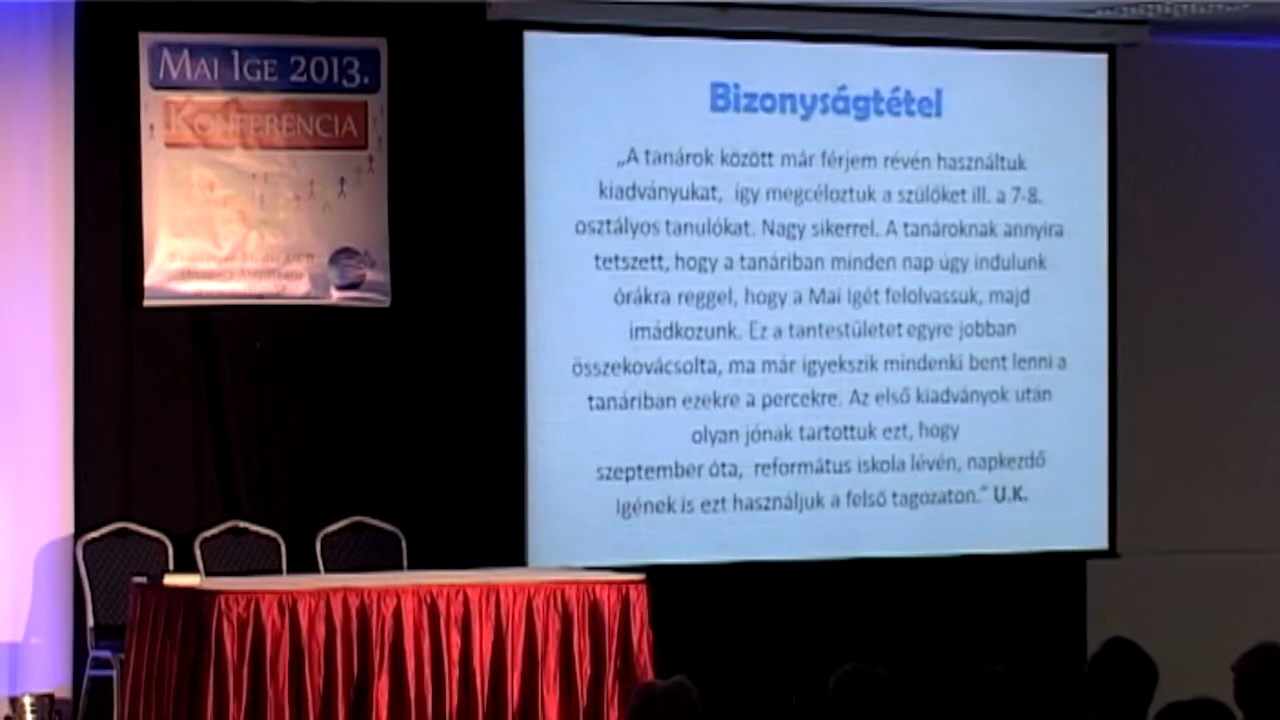 MAI IGE 2013.
KONFERENCIA
Bizonyságtétel
„A tanárok között már férjem révén használtuk
kiadványukat, így megcéloztuk a szülőket ill. a 7-8.
osztályos tanulókat. Nagy sikerrel. A tanároknak annyira
tetszett, hogy a tanáriban minden nap úgy indulunk
órákra reggel, hogy a Mai Igét felolvassuk, majd
imádkozunk. Ez a tantestületet egyre jobban
összekovácsolta, ma már igyekszik mindenki bent lenni a
tanáriban ezekre a percekre. Az első kiadványok után
olyan jónak tartottuk ezt, hogy
szeptember óta, református iskola lévén, napkezdő
Igének is ezt használjuk a felső tagozaton." U.K.